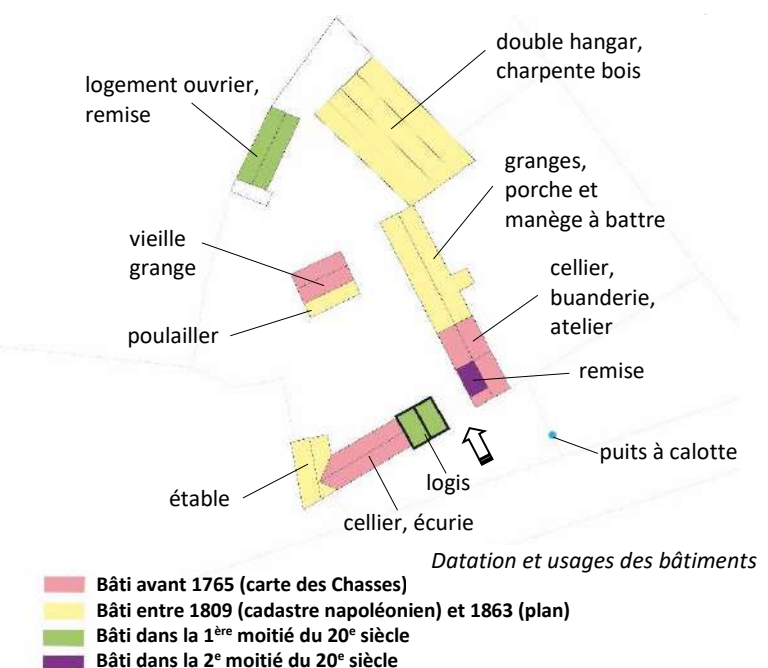 double hangar,
charpente bois
logement ouvrier,
remise
granges,
porche et
manège à battre
vieille
grange
cellier,
buanderie,
atelier
poulailler
remise
puits à calotte
logis
étable
cellier, écurie
Datation et usages des bâtiments
Bâti avant 1765 (carte des Chasses)
Bâti entre 1809 (cadastre napoléonien) et 1863 (plan)
Bâti dans la 1ère moitié du 20e siècle
Bâti dans la 2e moitié du 20e siècle